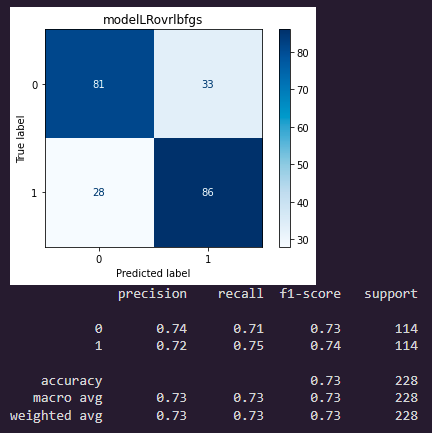 modelLRovrlbfgs
0 81 33 80
70
True label
60
50
1 28 86 40
30
0 1
Predicted label
precision recall f1-score support
0 0.74 0.71 0.73 114
1 0.72 0.75 0.74 114
accuracy 0.73 228
macro avg 0.73 0.73 0.73 228
weighted avg 0.73 0.73 0.73 228